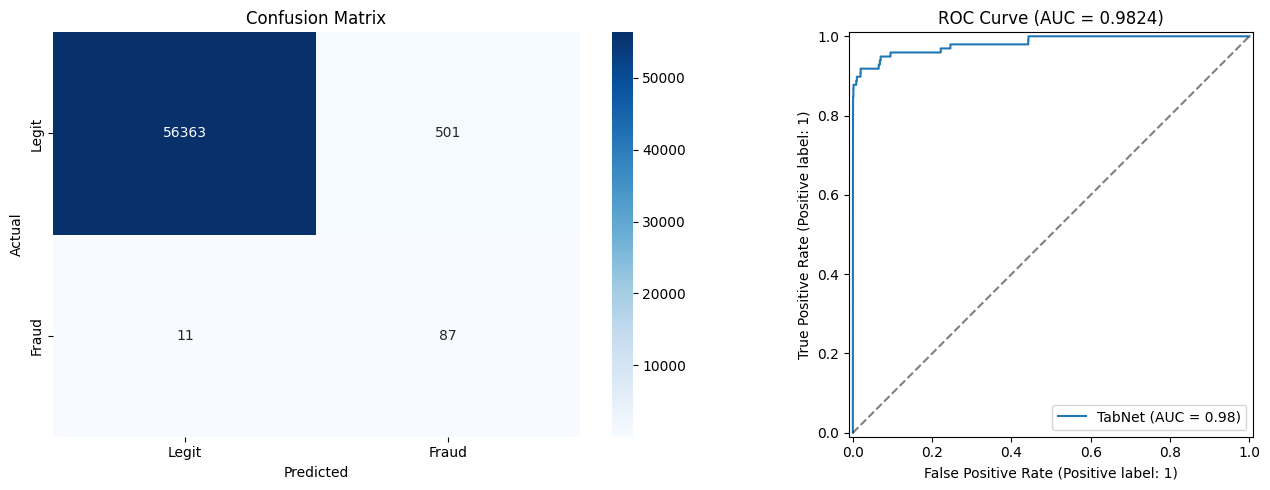 Confusion Matrix
56363
501
11
87
Legit
Fraud
Actual
Legit
Fraud
Predicted
50000
40000
30000
20000
10000
ROC Curve (AUC = 0.9824)
1.0
0.8
0.6
0.4
0.2
0.0
True Positive Rate (Positive label: 1)
TabNet (AUC = 0.98)
0.0 0.2 0.4 0.6 0.8 1.0
False Positive Rate (Positive label: 1)